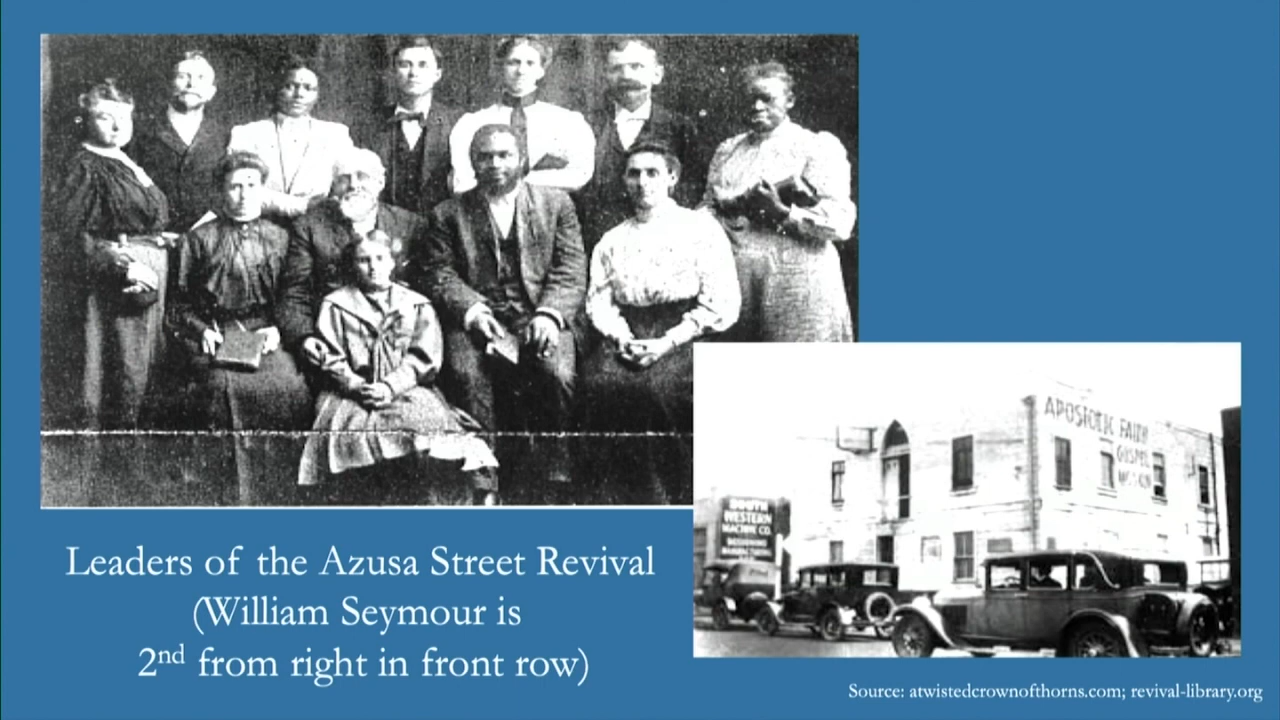 APOSTOLIC FAITH
GOSPEL
MISSION
SOUTH
WESTERN
MACHINE CO.
Leaders of the Azusa Street Revival
(William Seymour is
2nd from right in front row)
Source: atwistedcrownofthorns.com; revival-library.org